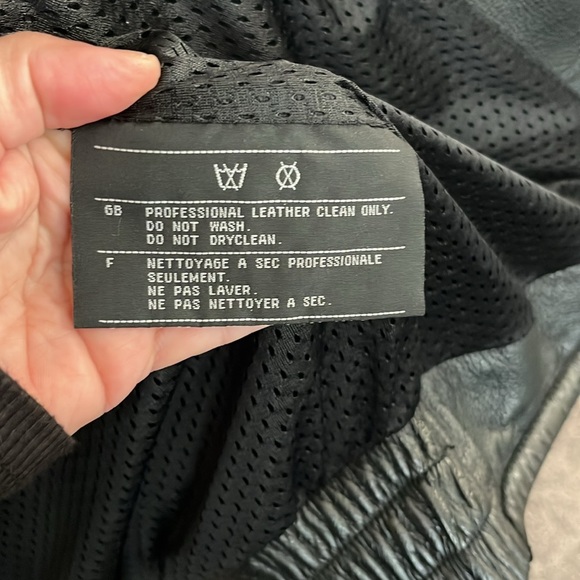 GB PROFESSIONAL LEATHER CLEAN ONLY.
DO NOT WASH.
DO NOT DRYCLEAN.
F NETTOYAGE A SEC PROFESSIONALE
SEULEMENT.
NE PAS LAVER.
NE PAS NETTOYER A SEC.